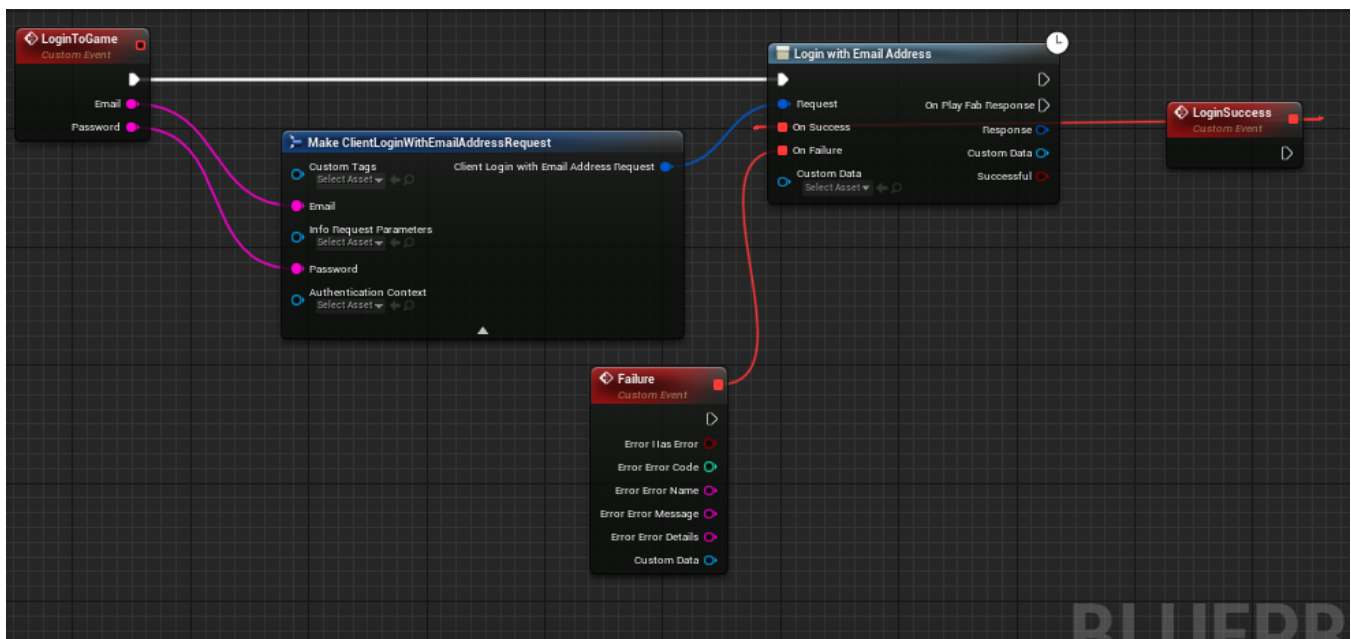 LoginToGame
Custom Event
Email
Password
Make ClientLoginWithEmailAddressRequest
Custom Tags
Select Asset
Client Login with Email Address Request
Email
Info Request Parameters
Select Asset
Password
Authentication Context
Select Asset
Login with Email Address
Request
On Play Fab Response
On Success
Response
On Failure
Custom Data
Custom Data
Select Asset
Successful
LoginSuccess
Custom Event
Failure
Custom Event
Error Has Error
Error Error Code
Error Error Name
Error Error Message
Error Error Details
Custom Data
BLUEPR